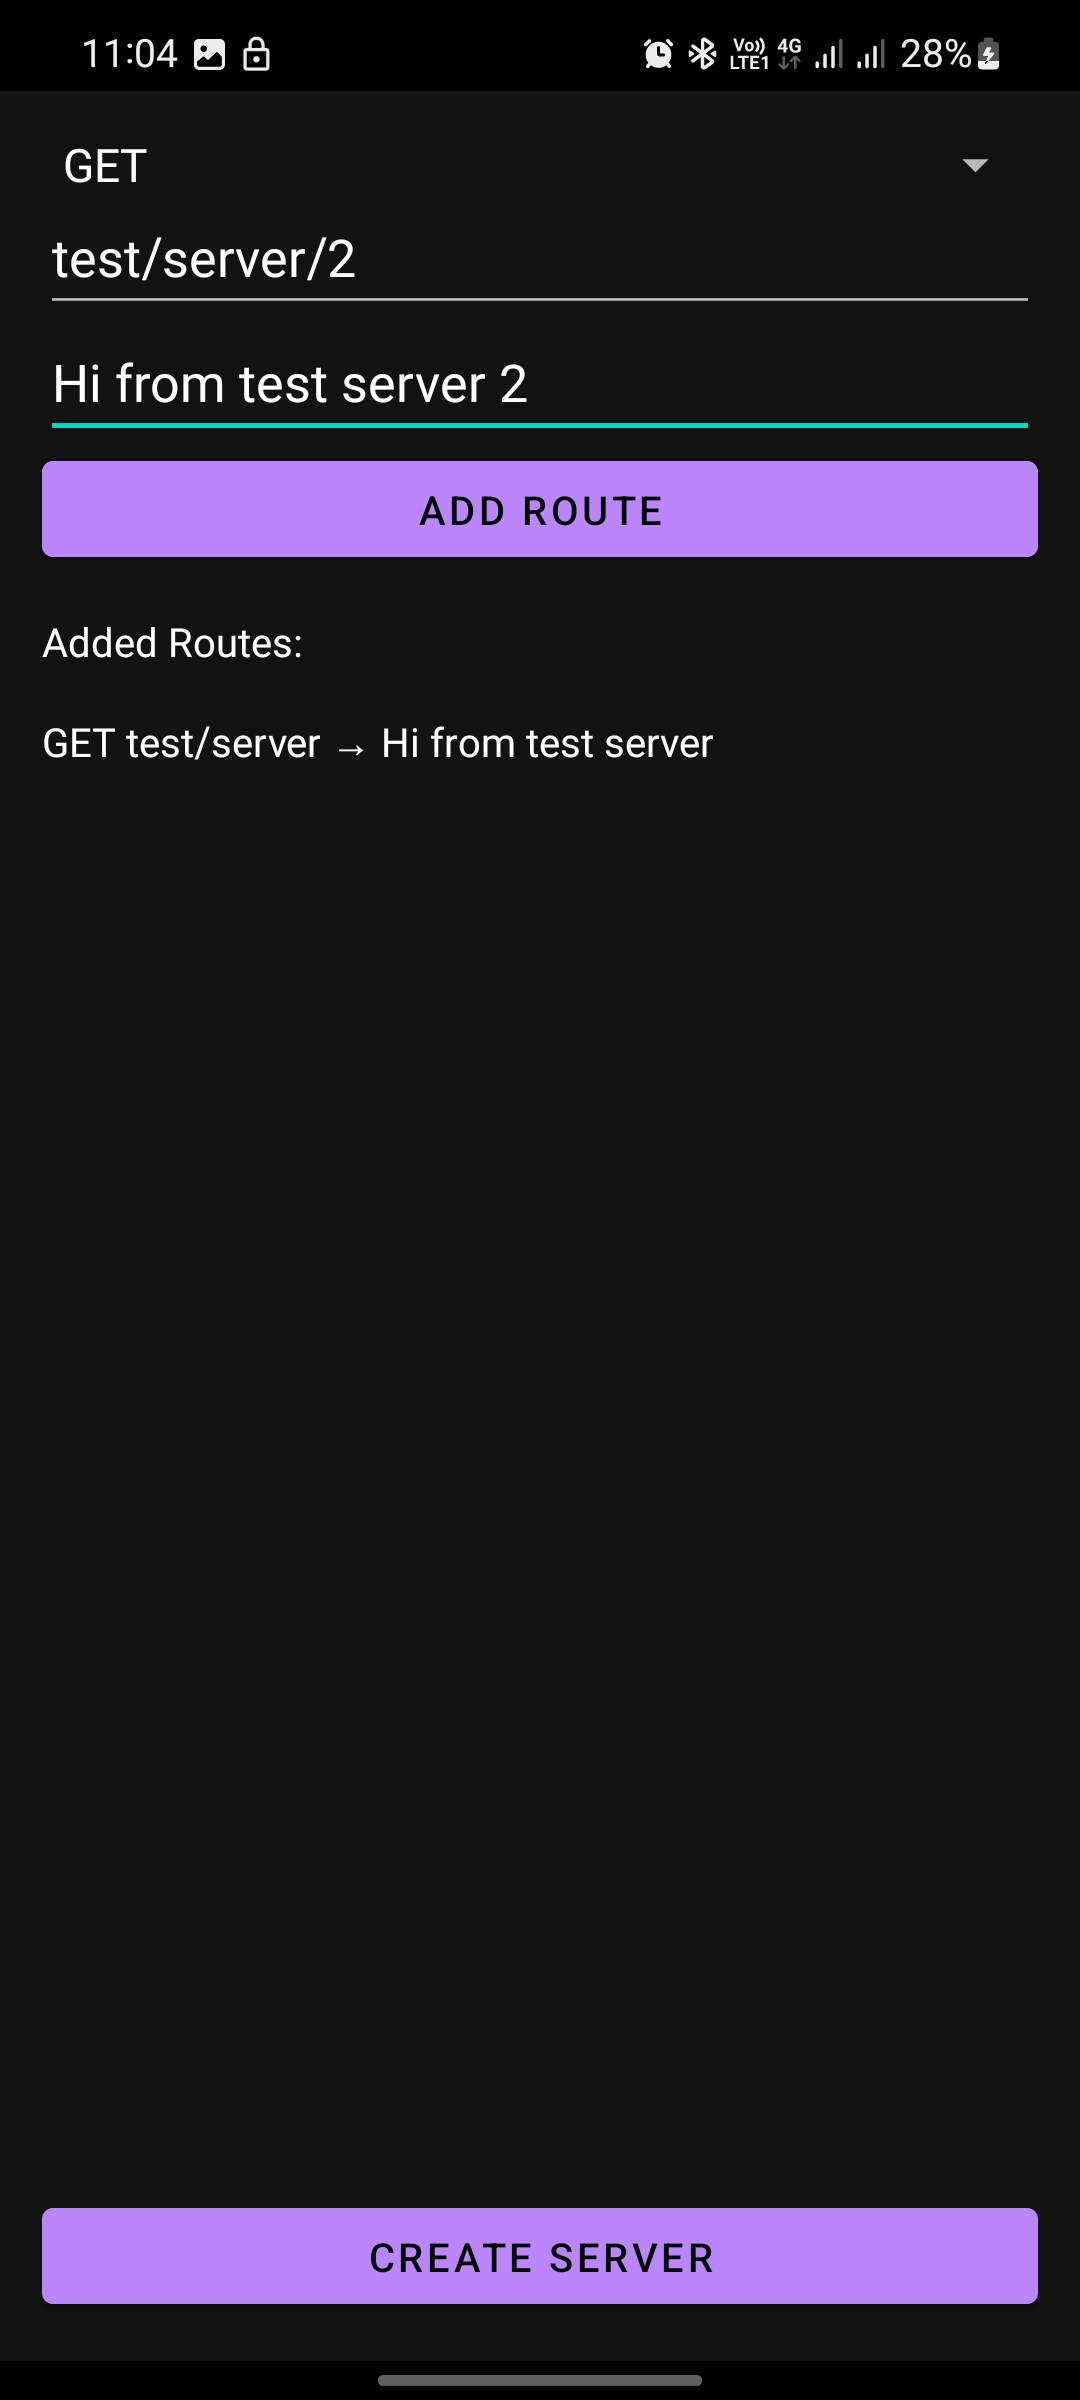 11:04 Vo)) LTE1 4G 28%
GET
test/server/2
Hi from test server 2
ADD ROUTE
Added Routes:
GET test/server → Hi from test server
CREATE SERVER